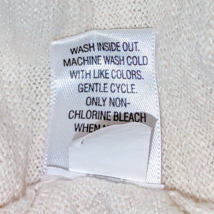 WASH INSIDE OUT.
MACHINE WASH COLD
WITH LIKE COLORS.
GENTLE CYCLE.
ONLY NON-
CHLORINE BLEACH